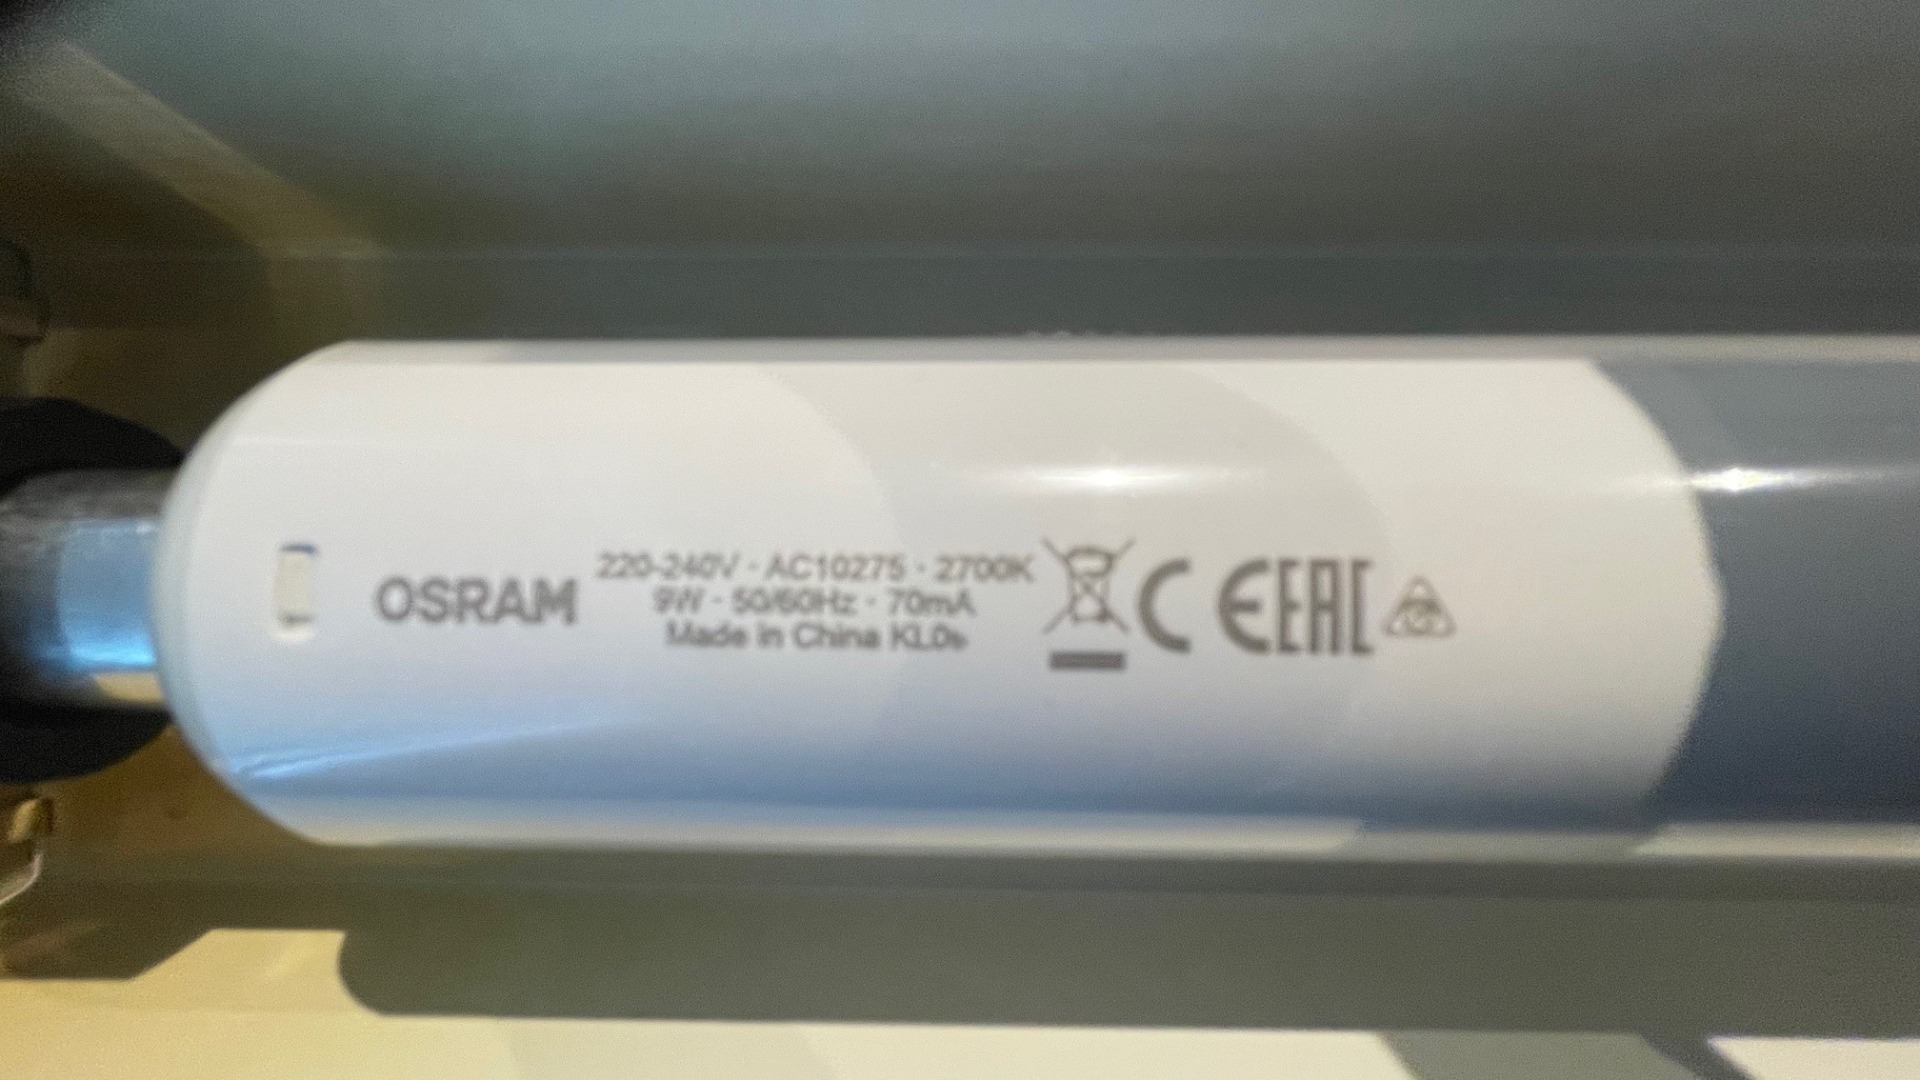 OSRAM
220-240V · AC10275 · 2700K
9W · 50/60Hz · 70mA
Made in China
CE EAC